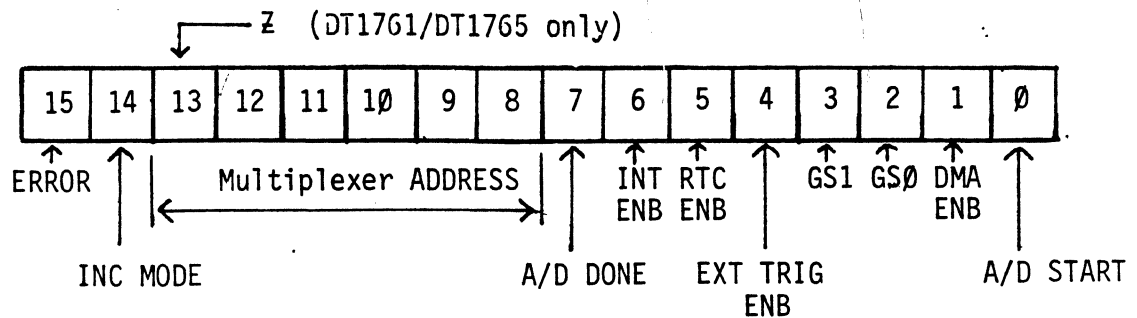 Z (DT1761/DT1765 only)
15 14 13 12 11 1Ø 9 8 7 6 5 4 3 2 1 Ø
ERROR Multiplexer ADDRESS INT RTC GS1 GSØ DMA
ENB ENB ENB
INC MODE A/D DONE EXT TRIG A/D START
ENB